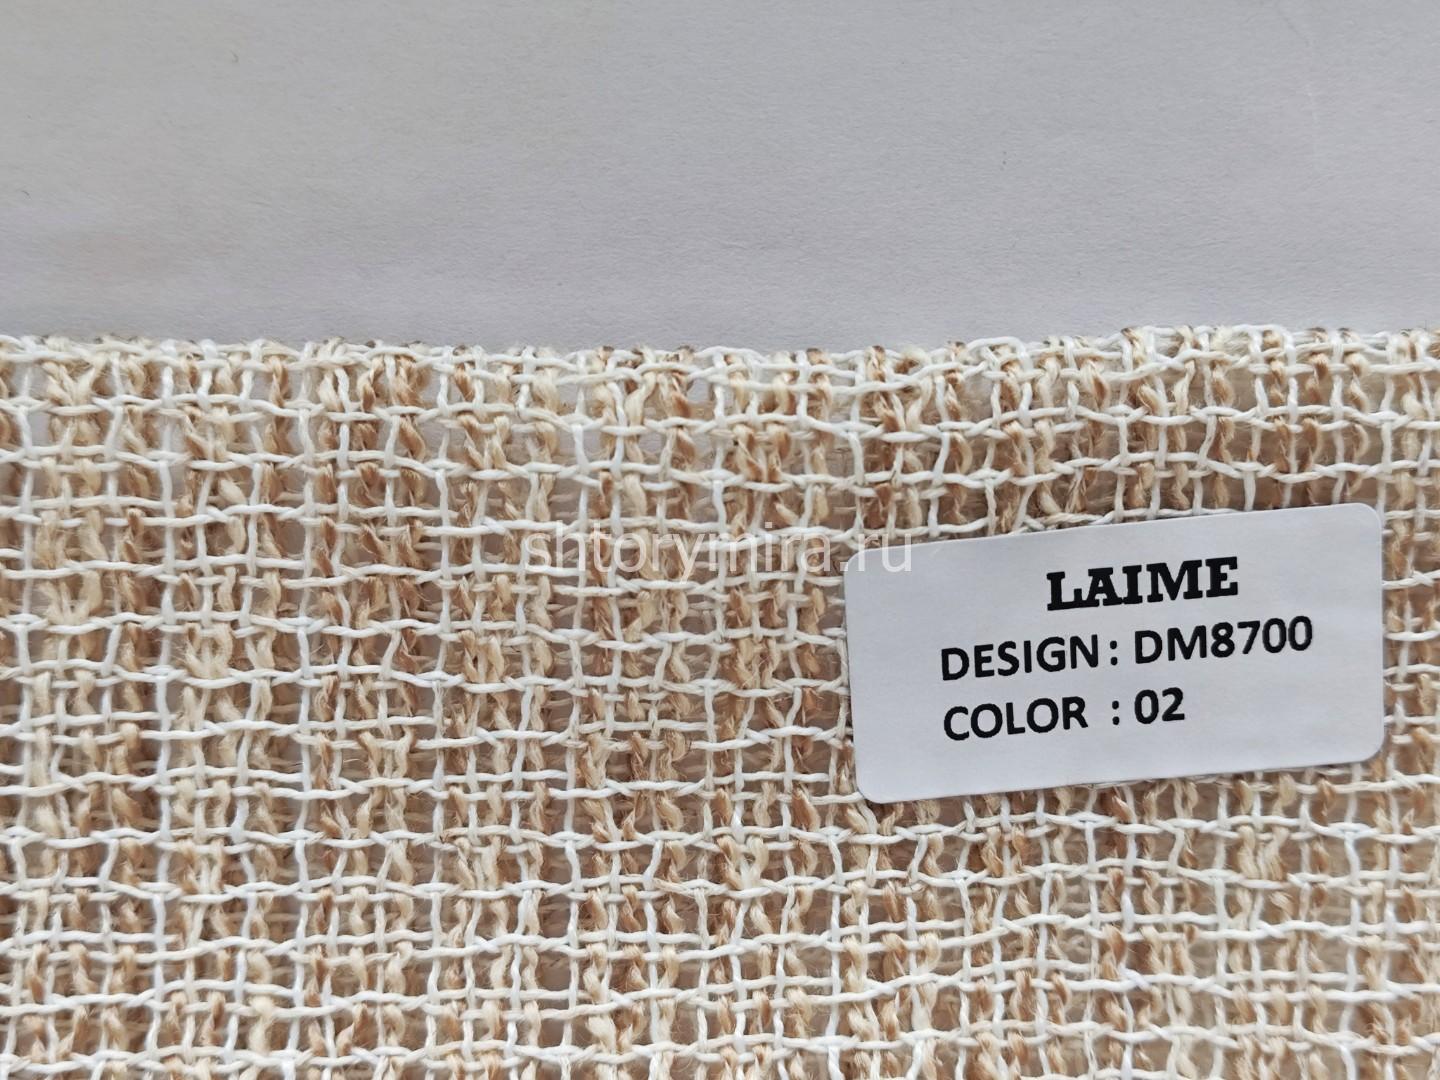 shtorymira.ru
LAIME
DESIGN : DM8700
COLOR : 02